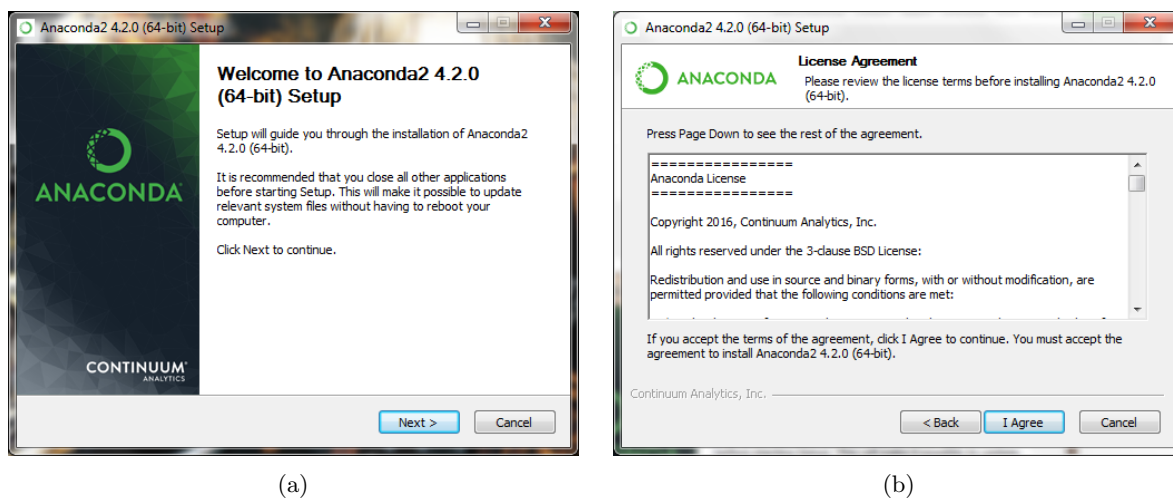 Anaconda2 4.2.0 (64-bit) Setup
Welcome to Anaconda2 4.2.0
(64-bit) Setup
Setup will guide you through the installation of Anaconda2
4.2.0 (64-bit).
It is recommended that you close all other applications
before starting Setup. This will make it possible to update
relevant system files without having to reboot your
computer.
Click Next to continue.
ANACONDA
CONTINUUM
ANALYTICS
Next >
Cancel
(a)
Anaconda2 4.2.0 (64-bit) Setup
ANACONDA
License Agreement
Please review the license terms before installing Anaconda2 4.2.0
(64-bit).
Press Page Down to see the rest of the agreement.
================
Anaconda License
================
Copyright 2016, Continuum Analytics, Inc.
All rights reserved under the 3-clause BSD License:
Redistribution and use in source and binary forms, with or without modification, are
permitted provided that the following conditions are met:
If you accept the terms of the agreement, click I Agree to continue. You must accept the
agreement to install Anaconda2 4.2.0 (64-bit).
Continuum Analytics, Inc.
< Back
I Agree
Cancel
(b)